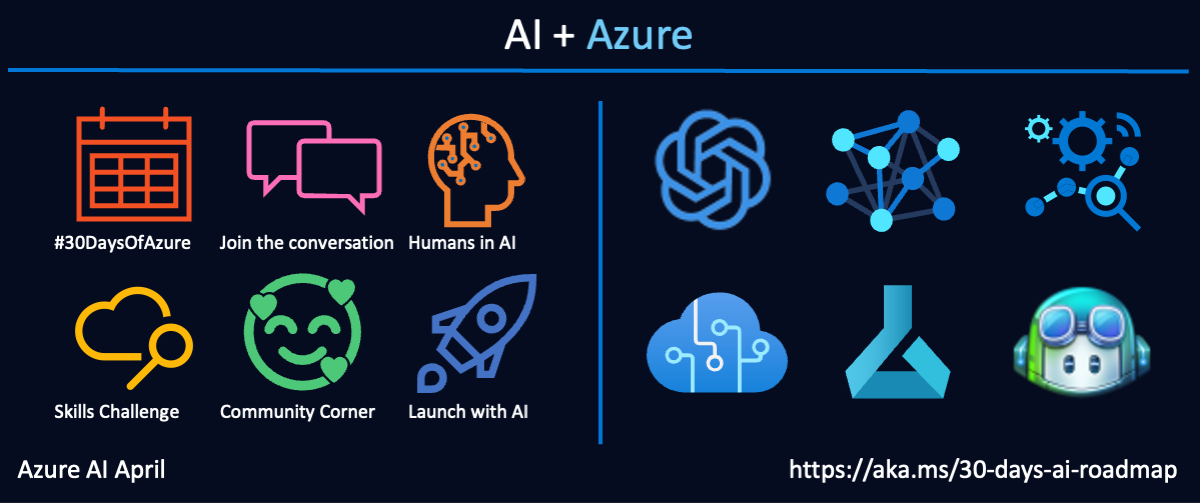 AI + Azure
#30DaysOfAzure
Join the conversation
Humans in AI
Skills Challenge
Community Corner
Launch with AI
Azure AI April
https://aka.ms/30-days-ai-roadmap